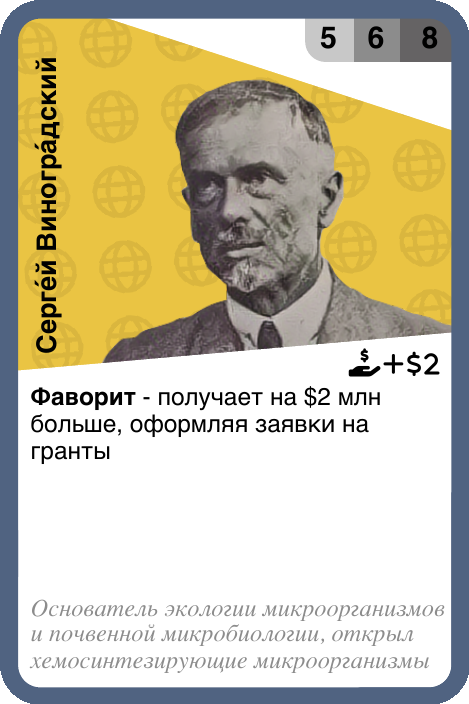 5 6 8
Серге́й Виногра́дский
$ +$2
Фаворит - получает на $2 млн
больше, оформляя заявки на
гранты
Основатель экологии микроорганизмов
и почвенной микробиологии, открыл
хемосинтезирующие микроорганизмы